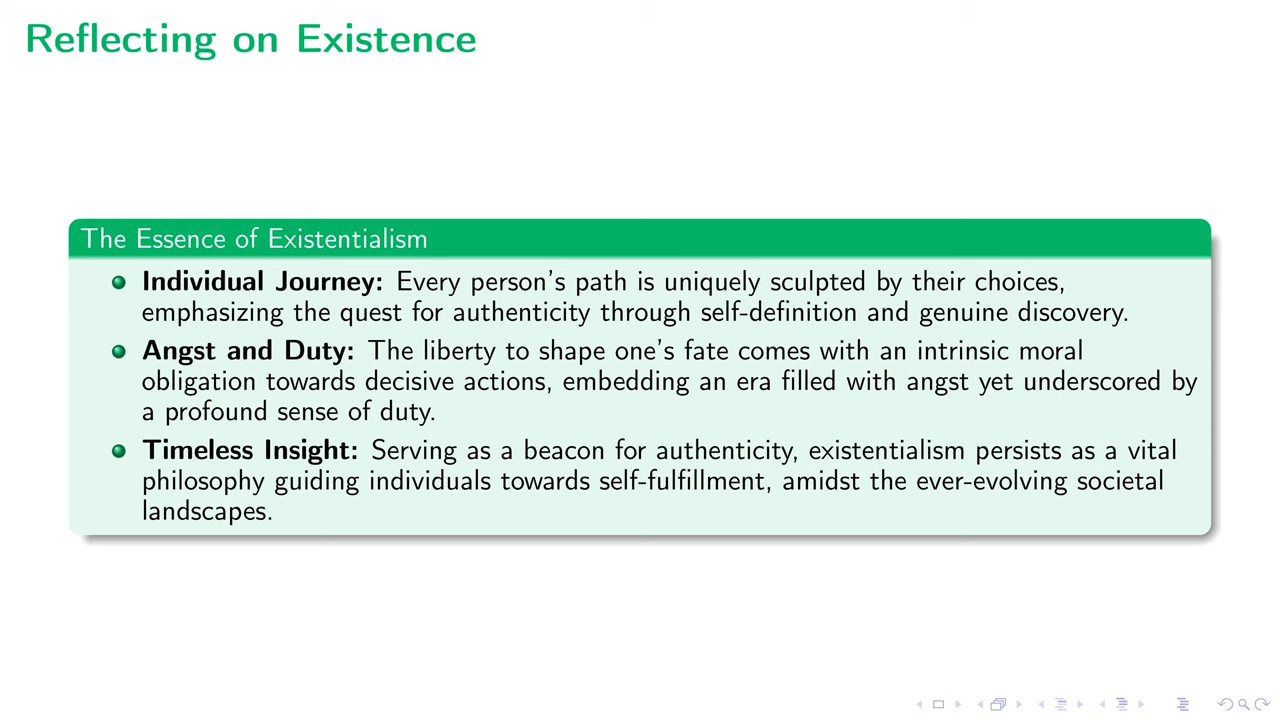 Reflecting on Existence
The Essence of Existentialism
Individual Journey: Every person's path is uniquely sculpted by their choices,
emphasizing the quest for authenticity through self-definition and genuine discovery.
Angst and Duty: The liberty to shape one's fate comes with an intrinsic moral
obligation towards decisive actions, embedding an era filled with angst yet underscored by
a profound sense of duty.
Timeless Insight: Serving as a beacon for authenticity, existentialism persists as a vital
philosophy guiding individuals towards self-fulfillment, amidst the ever-evolving societal
landscapes.